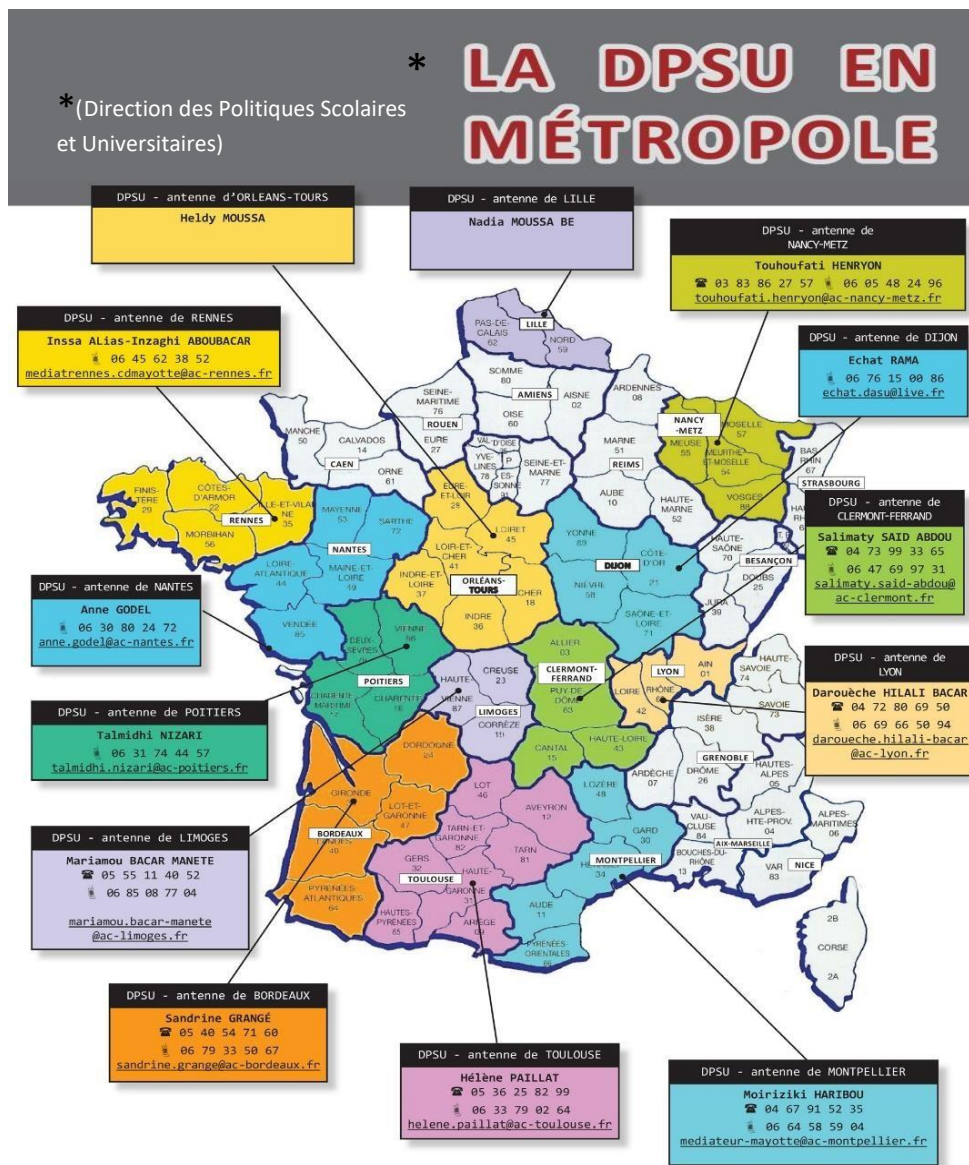 *
LA DPSU EN
MÉTROPOLE
*(Direction des Politiques Scolaires
et Universitaires)
DPSU - antenne d'ORLEANS-TOURS
Heldy MOUSSA
DPSU - antenne de LILLE
Nadia MOUSSA BE
DPSU - antenne de
NANCY-METZ
Touhoufati HENRYON
☎ 03 83 86 27 57 📱 06 05 48 24 96
touhoufati.henryon@ac-nancy-metz.fr
DPSU - antenne de RENNES
Inssa ALias-Inzaghi ABOUBACAR
📱 06 45 62 38 52
mediatrennes.cdmayotte@ac-rennes.fr
DPSU - antenne de DIJON
Echat RAMA
📱 06 76 15 00 86
echat.dasu@live.fr
DPSU - antenne de
CLERMONT-FERRAND
Salimaty SAID ABDOU
☎ 04 73 99 33 65
📱 06 47 69 97 31
salimaty.said-abdou@
ac-clermont.fr
DPSU - antenne de NANTES
Anne GODEL
📱 06 30 80 24 72
anne.godel@ac-nantes.fr
DPSU - antenne de
LYON
Darouèche HILALI BACAR
☎ 04 72 80 69 50
📱 06 69 66 50 94
daroueche.hilali-bacar
@ac-lyon.fr
DPSU - antenne de POITIERS
Talmidhi NIZARI
📱 06 31 74 44 57
talmidhi.nizari@ac-poitiers.fr
DPSU - antenne de LIMOGES
Mariamou BACAR MANETE
☎ 05 55 11 40 52
📱 06 85 08 77 04
mariamou.bacar-manete
@ac-limoges.fr
DPSU - antenne de BORDEAUX
Sandrine GRANGÉ
☎ 05 40 54 71 60
📱 06 79 33 50 67
sandrine.grange@ac-bordeaux.fr
DPSU - antenne de TOULOUSE
Hélène PAILLAT
☎ 05 36 25 82 99
📱 06 33 79 02 64
helene.paillat@ac-toulouse.fr
DPSU - antenne de MONTPELLIER
Moiriziki HARIBOU
☎ 04 67 91 52 35
📱 06 64 58 59 04
mediateur-mayotte@ac-montpellier.fr
PAS-DE-
CALAIS
62
LILLE
NORD
59
SOMME
80
AMIENS
AISNE
02
OISE
60
ARDENNES
08
SEINE-
MARITIME
76
ROUEN
EURE
27
MANCHE
50
CALVADOS
14
CAEN
ORNE
61
VAL
D'OISE
YVE-
LINES
78
P
ES-
SONNE
91
SEINE-ET-
MARNE
77
MARNE
51
REIMS
AUBE
10
HAUTE-
MARNE
52
NANCY
-METZ
MOSELLE
57
MEUSE
55
MEURTHE-
ET-MOSELLE
54
VOSGES
88
BAS
RHIN
67
STRASBOURG
FINIS-
TÈRE
29
CÔTES-
D'ARMOR
22
ILLE-ET-VILAI
NE
35
RENNES
MORBIHAN
56
MAYENNE
53
SARTHE
72
NANTES
LOIRE
ATLANTIQUE
44
MAINE-ET-
LOIRE
49
VENDÉE
85
EURE-
ET-LOIR
28
LOIRET
45
LOIR-ET-
CHER
41
INDRE-ET-
LOIRE
37
ORLÉANS-
TOURS
CHER
18
INDRE
36
YONNE
89
DIJON
CÔTE-
D'OR
21
NIÈVRE
58
SAÔNE-ET-
LOIRE
71
HAUTE-
SAÔNE
70
BESANÇON
DOUBS
25
JURA
39
VIENNE
86
DEUX-
SÈVRES
POITIERS
CHARENTE-
MARITIME
17
CHARENTE
16
HAUTE-
VIENNE
87
CREUSE
23
LIMOGES
CORRÈZE
19
ALLIER
03
CLERMONT-
FERRAND
PUY-DE-
DÔME
63
CANTAL
15
HAUTE-LOIRE
43
LYON
AIN
01
LOIRE
42
RHÔNE
HAUTE-
SAVOIE
74
SAVOIE
73
ISÈRE
38
GRENOBLE
ARDÈCHE
07
DRÔME
26
HAUTES-
ALPES
05
DORDOGNE
24
GIRONDE
LOT-ET-
GARONNE
47
BORDEAUX
LANDES
40
PYRÉNÉES-
ATLANTIQUES
64
LOT
46
AVEYRON
12
TARN-ET-
GARONNE
82
TARN
81
GERS
32
TOULOUSE
HAUTE-
GARONNE
31
HAUTES-
PYRÉNÉES
65
ARIÈGE
09
LOZÈRE
48
GARD
30
MONTPELLIER
34
AUDE
11
PYRÉNÉES-
ORIENTALES
66
VAU-
CLUSE
84
ALPES-
HTE-PROV.
04
ALPES-
MARITIMES
06
AIX-MARSEILLE
BOUCHES-DU-
RHÔNE
13
VAR
83
NICE
2B
CORSE
2A